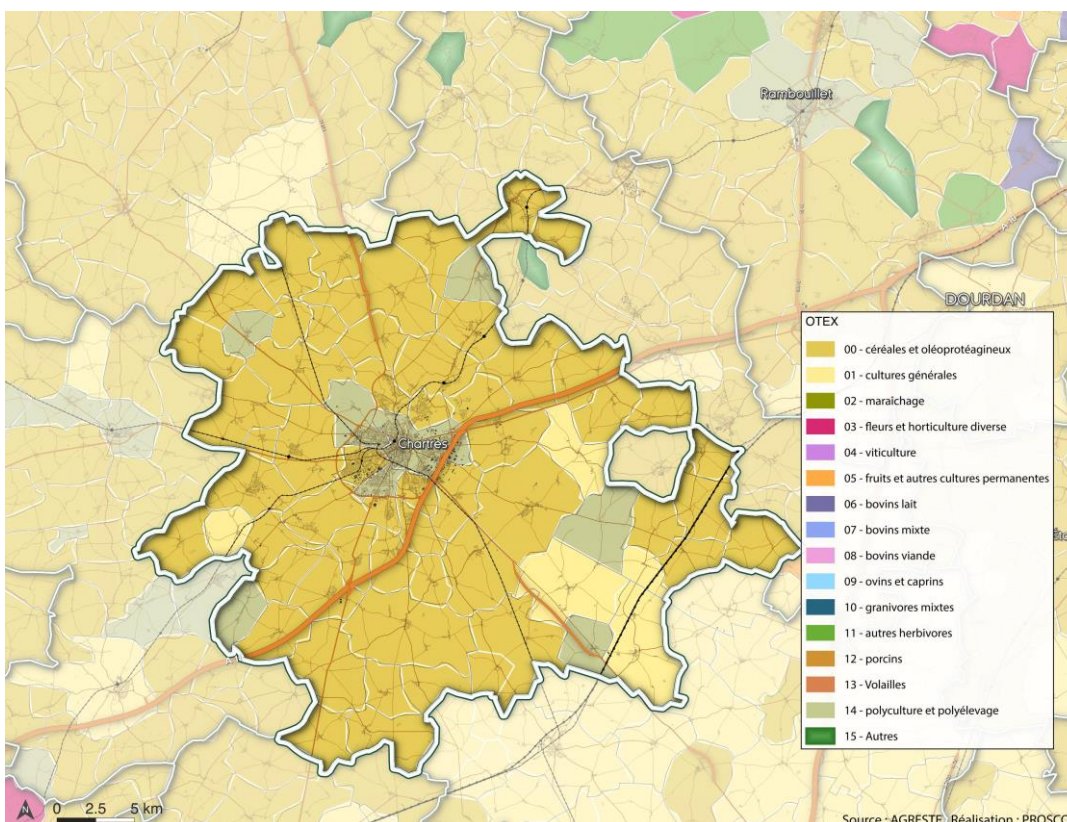 Rambouillet
DOURDAN
Chartres
OTEX
00 - céréales et oléoprotéagineux
01 - cultures générales
02 - maraîchage
03 - fleurs et horticulture diverse
04 - viticulture
05 - fruits et autres cultures permanentes
06 - bovins lait
07 - bovins mixte
08 - bovins viande
09 - ovins et caprins
10 - granivores mixtes
11 - autres herbivores
12 - porcins
13 - Volailles
14 - polyculture et polyélevage
15 - Autres
N
0 2.5 5 km
Source : AGRESTE Réalisation : PROSCO